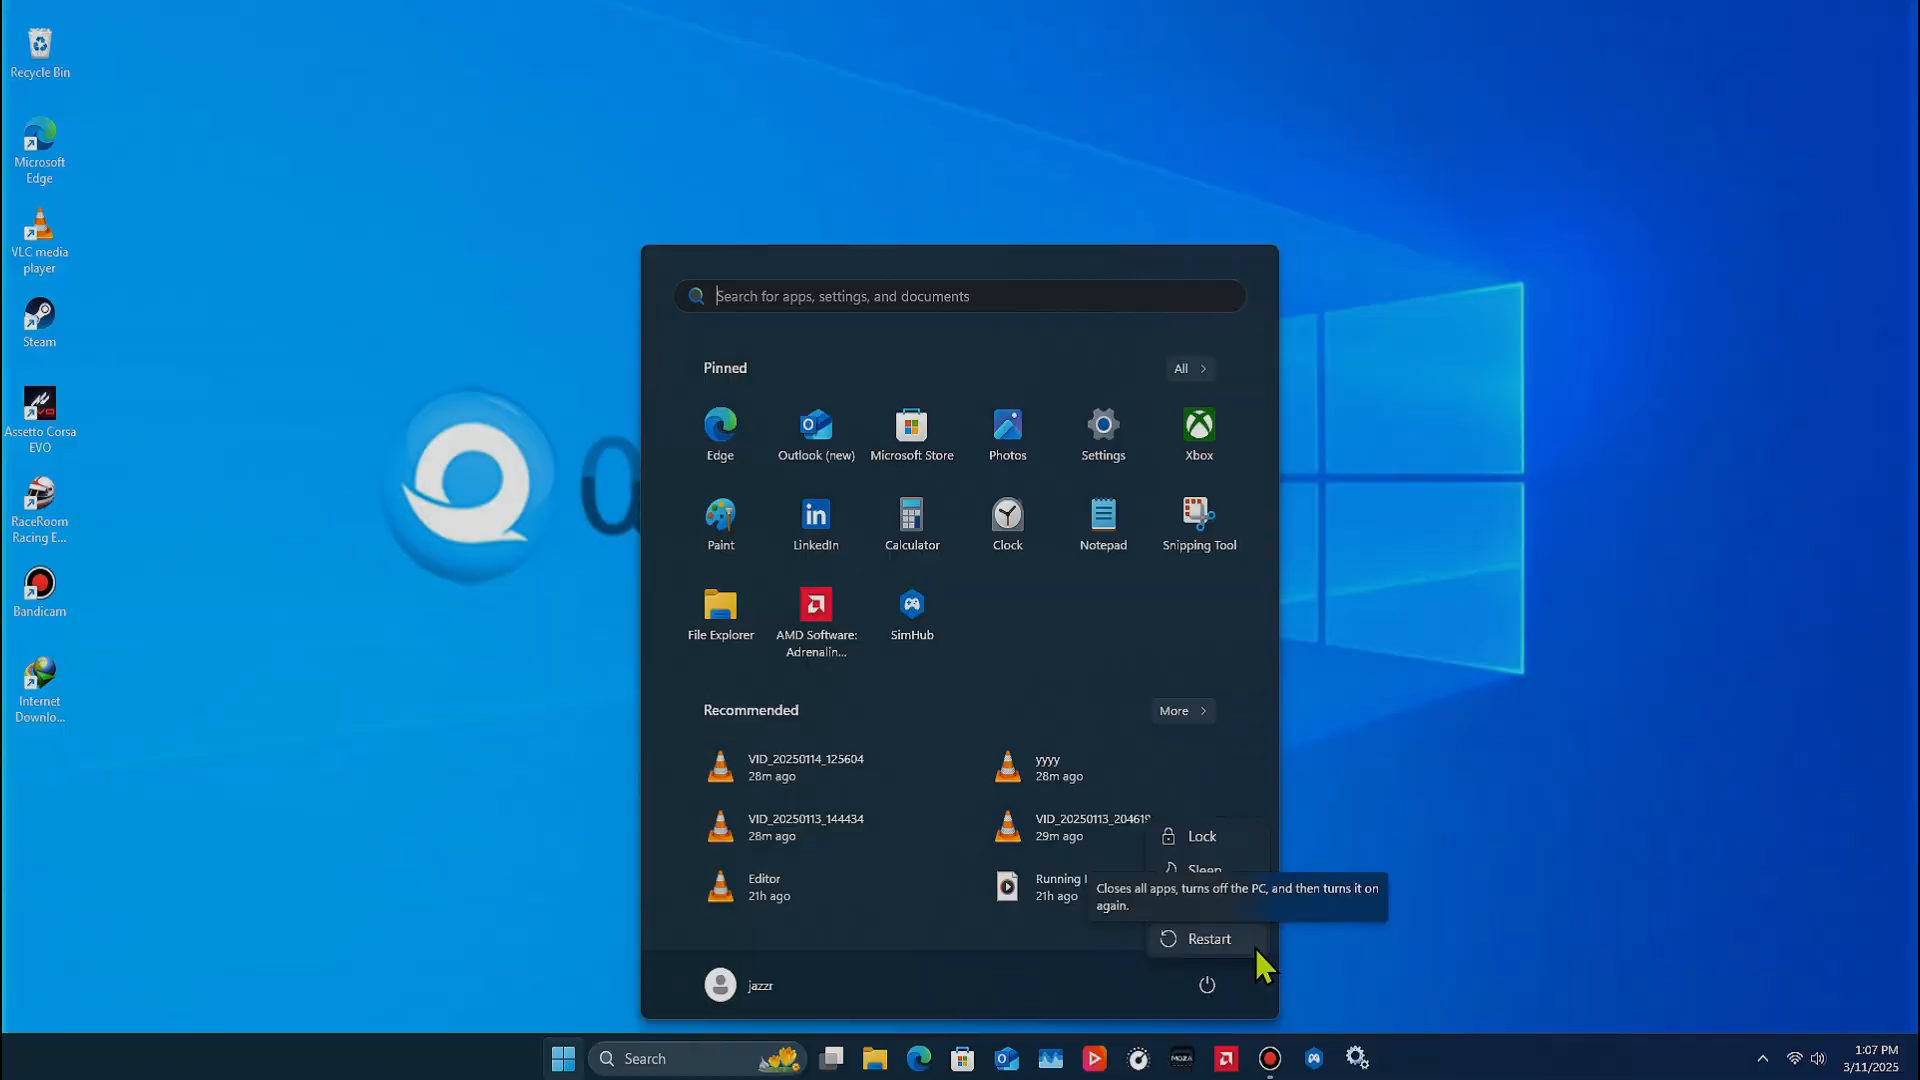 Recycle Bin
Microsoft
Edge
VLC media
player
Steam
Assetto Corsa
EVO
RaceRoom
Racing E...
Bandicam
Internet
Downlo...
Search for apps, settings, and documents
Pinned
All
Edge
Outlook (new)
Microsoft Store
Photos
Settings
Xbox
Paint
LinkedIn
Calculator
Clock
Notepad
Snipping Tool
File Explorer
AMD Software:
Adrenalin...
SimHub
Recommended
More
VID_20250114_125604
28m ago
yyyy
28m ago
VID_20250113_144434
28m ago
VID_20250113_204619
29m ago
Editor
21h ago
Running
21h ago
Lock
Sleep
Closes all apps, turns off the PC, and then turns it on
again.
Restart
jazzr
Search
MOZA
1:07 PM
3/11/2025